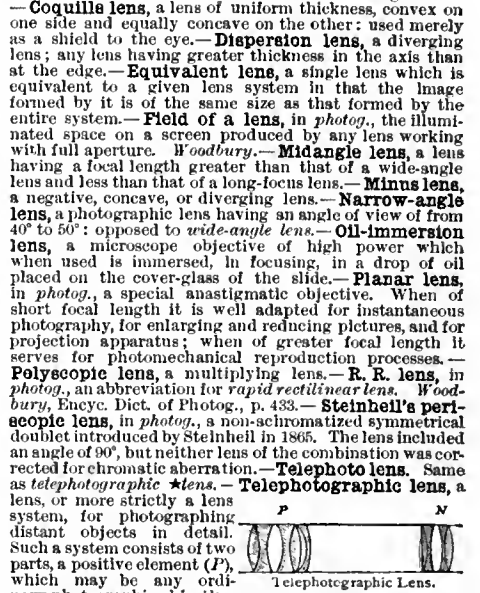 — Coquille lens, a lens of uniform thickness, convex on
one side and equally concave on the other: used merely
as a shield to the eye.— Dispersion lens, a diverging
lens; any lens having greater thickness in the axis than
at the edge.— Equivalent lens, a single lens which is
equivalent to a given lens system in that the image
formed by it is of the same size as that formed by the
entire system.— Field of a lens, in photog., the illumi-
nated space on a screen produced by any lens working
with full aperture. Woodbury.— Midangle lens, a lens
having a focal length greater than that of a wide-angle
lens and less than that of a long-focus lens.— Minus lens,
a negative, concave, or diverging lens.— Narrow-angle
lens, a photographic lens having an angle of view of from
40° to 50°: opposed to wide-angle lens.— Oil-immersion
lens, a microscope objective of high power which
when used is immersed, in focusing, in a drop of oil
placed on the cover-glass of the slide.— Planar lens,
in photog., a special anastigmatic objective. When of
short focal length it is well adapted for instantaneous
photography, for enlarging and reducing pictures, and for
projection apparatus; when of greater focal length it
serves for photomechanical reproduction processes.—
Polyscopic lens, a multiplying lens.— R. R. lens, in
photog., an abbreviation for rapid rectilinear lens. Wood-
bury, Encyc. Dict. of Photog., p. 433.— Steinheil's peri-
scopic lens, in photog., a non-achromatized symmetrical
doublet introduced by Steinheil in 1865. The lens included
an angle of 90°, but neither lens of the combination was cor-
rected for chromatic aberration.— Telephoto lens. Same
as telephotographic ★lens.— Telephotographic lens, a
lens, or more strictly a lens
system, for photographing
distant objects in detail.
Such a system consists of two
parts, a positive element (P),
which may be any ordi-
P N
Telephotographic Lens.